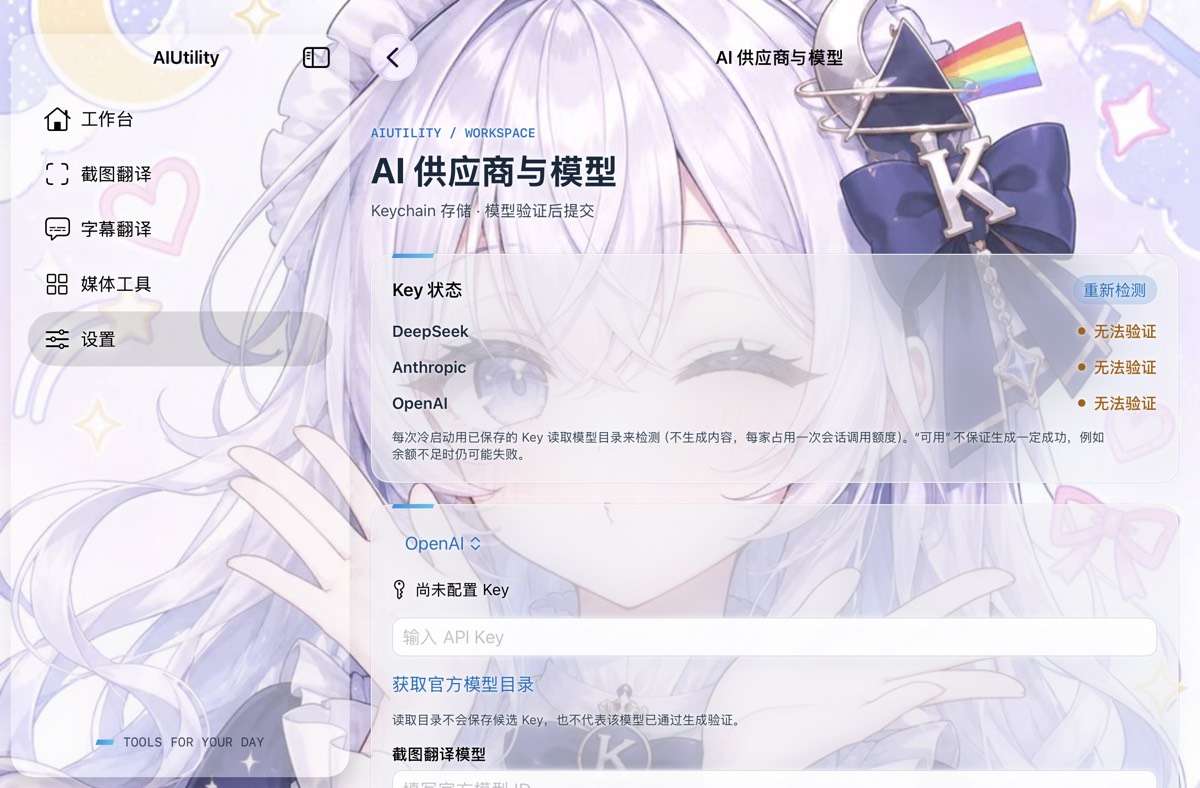 AIUtility
AI 供应商与模型
工作台
截图翻译
字幕翻译
媒体工具
设置
TOOLS FOR YOUR DAY
AIUTILITY / WORKSPACE
AI 供应商与模型
Keychain 存储 · 模型验证后提交
K
Key 状态
重新检测
DeepSeek
无法验证
Anthropic
无法验证
OpenAI
无法验证
每次冷启动用已保存的 Key 读取模型目录来检测（不生成内容，每家占用一次会话调用额度）。“可用” 不保证生成一定成功，例如
余额不足时仍可能失败。
OpenAI
尚未配置 Key
输入 API Key
获取官方模型目录
读取目录不会保存候选 Key，也不代表该模型已通过生成验证。
截图翻译模型
K
填写官方模型 ID